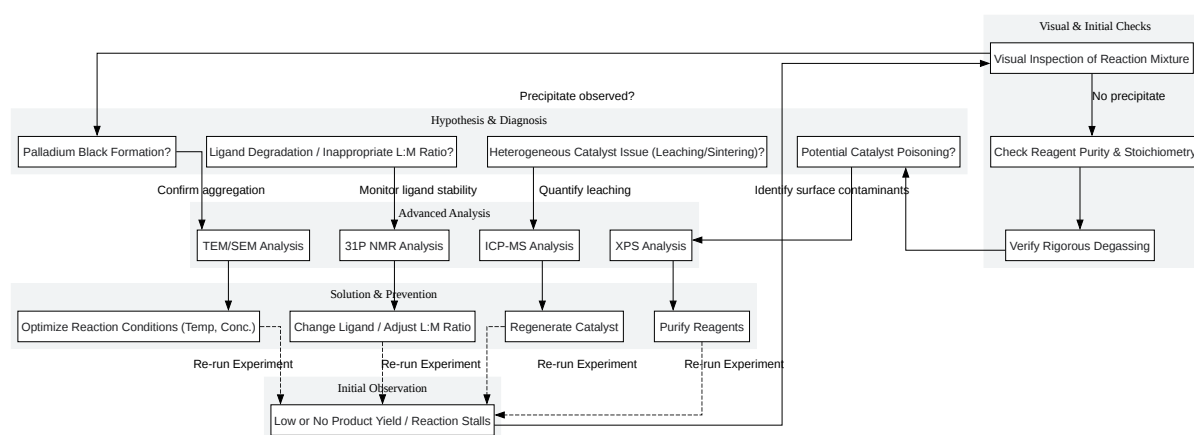 Visual & Initial Checks
Visual Inspection of Reaction Mixture
Precipitate observed?
No precipitate
Hypothesis & Diagnosis
Palladium Black Formation?
Ligand Degradation / Inappropriate L:M Ratio?
Heterogeneous Catalyst Issue (Leaching/Sintering)?
Potential Catalyst Poisoning?
Check Reagent Purity & Stoichiometry
Confirm aggregation
Monitor ligand stability
Quantify leaching
Identify surface contaminants
Advanced Analysis
TEM/SEM Analysis
31P NMR Analysis
ICP-MS Analysis
XPS Analysis
Verify Rigorous Degassing
Solution & Prevention
Optimize Reaction Conditions (Temp, Conc.)
Change Ligand / Adjust L:M Ratio
Regenerate Catalyst
Purify Reagents
Re-run Experiment
Re-run Experiment
Re-run Experiment
Re-run Experiment
Initial Observation
Low or No Product Yield / Reaction Stalls